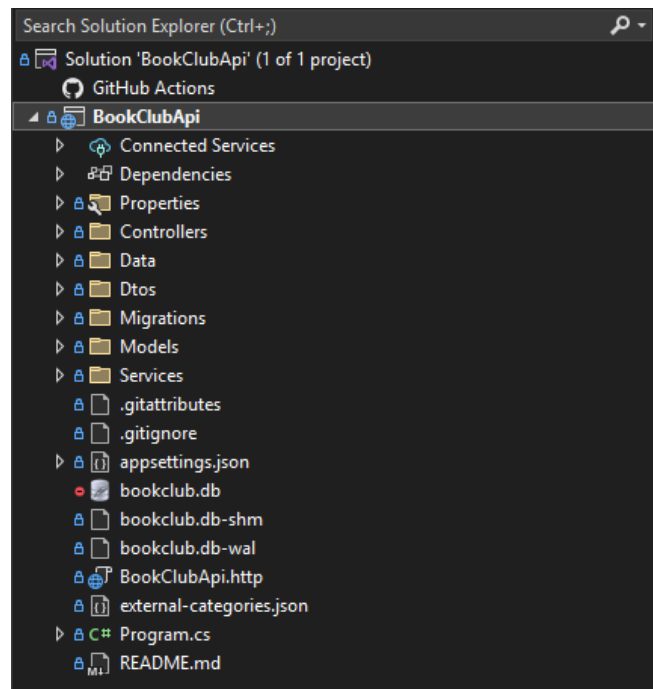 Search Solution Explorer (Ctrl+;)
Solution 'BookClubApi' (1 of 1 project)
GitHub Actions
BookClubApi
Connected Services
Dependencies
Properties
Controllers
Data
Dtos
Migrations
Models
Services
.gitattributes
.gitignore
appsettings.json
bookclub.db
bookclub.db-shm
bookclub.db-wal
BookClubApi.http
external-categories.json
C# Program.cs
README.md